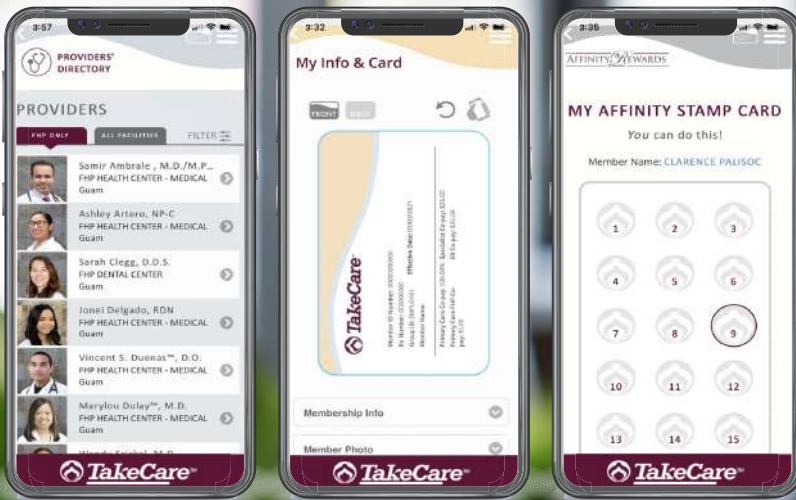 3:57
PROVIDERS'
DIRECTORY
PROVIDERS
FHP ONLY
ALL FACILITIES
FILTER
Samir Ambrale , M.D./M.P...
FHP HEALTH CENTER - MEDICAL
Guam
Ashley Artero, NP-C
FHP HEALTH CENTER - MEDICAL
Guam
Sarah Clegg, D.D.S.
FHP DENTAL CENTER
Guam
Jonei Delgado, RDN
FHP HEALTH CENTER - MEDICAL
Guam
Vincent S. Duenas™, D.O.
FHP HEALTH CENTER - MEDICAL
Guam
Marylou Dulay™, M.D.
FHP HEALTH CENTER - MEDICAL
Guam
TakeCare
3:32
My Info & Card
FRONT
BACK
TakeCare
Member Name:
Membership Info
Member Photo
TakeCare
3:35
AFFINITY REWARDS
MY AFFINITY STAMP CARD
You can do this!
Member Name: CLARENCE PALISOC
1 2 3
4 5 6
7 8 9
10 11 12
13 14 15
TakeCare